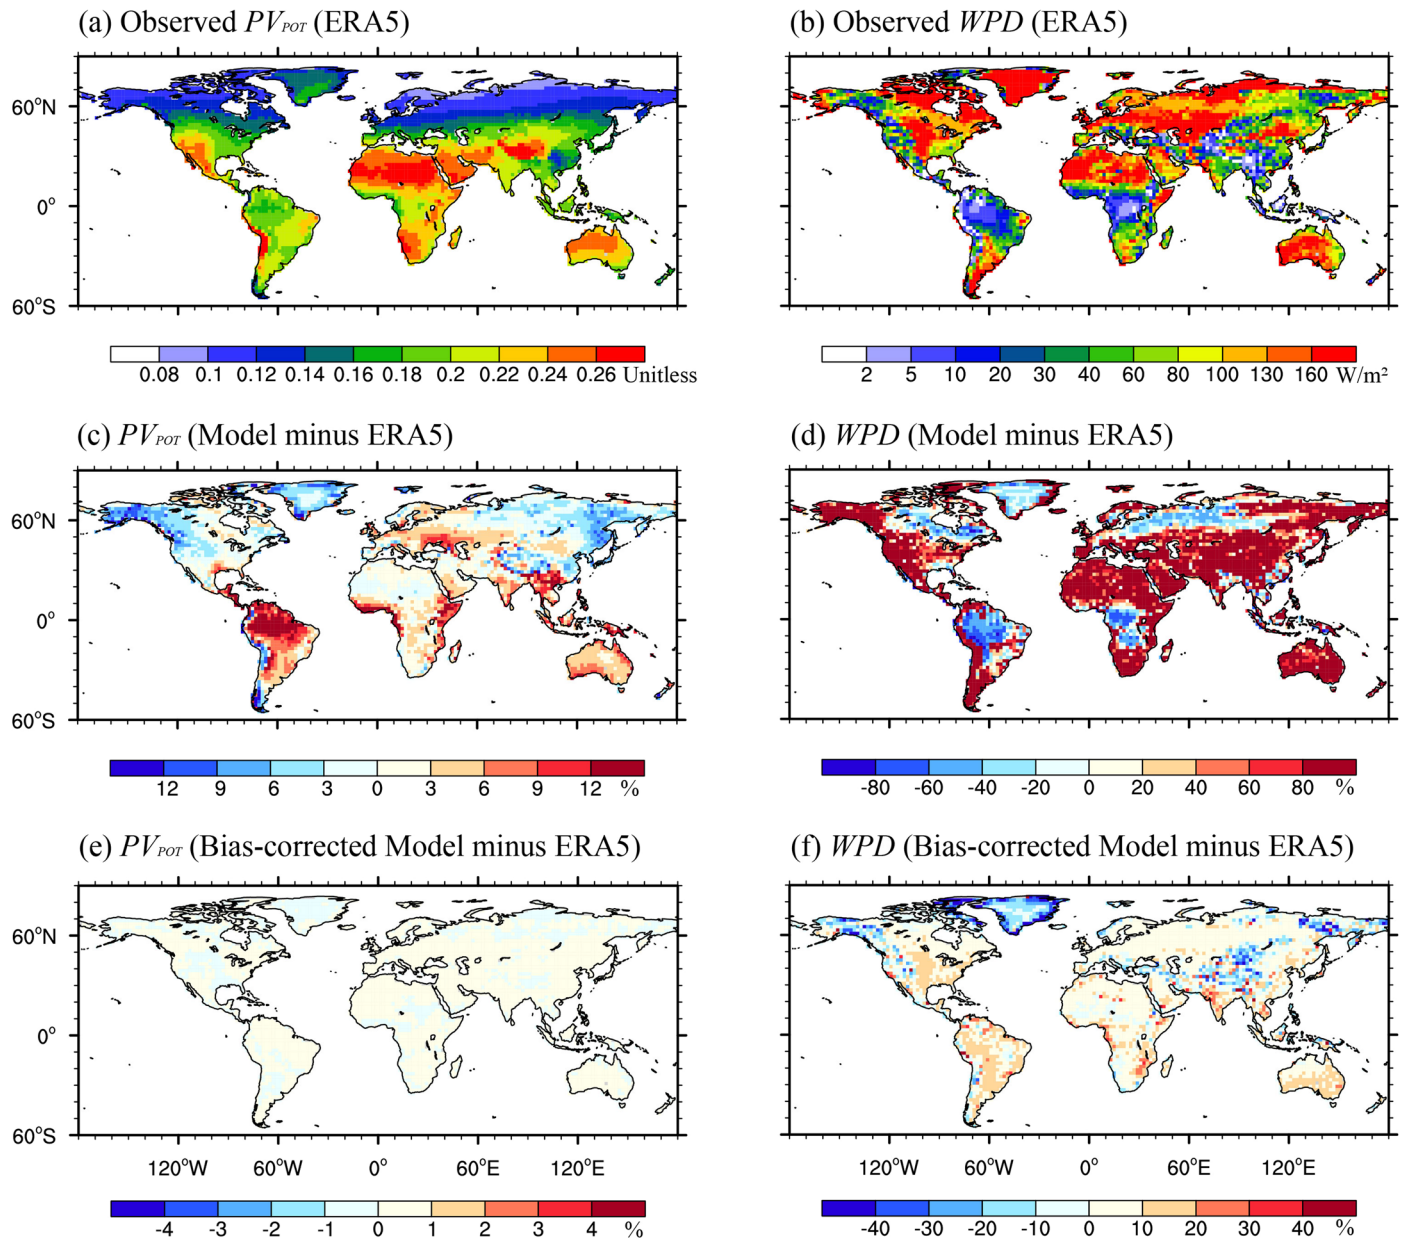 (a) Observed PV_POT (ERA5)
(b) Observed WPD (ERA5)
60°N
0°
60°S
60°N
0°
60°S
0.08 0.1 0.12 0.14 0.16 0.18 0.2 0.22 0.24 0.26 Unitless
2 5 10 20 30 40 60 80 100 130 160 W/m²
(c) PV_POT (Model minus ERA5)
(d) WPD (Model minus ERA5)
60°N
0°
60°S
60°N
0°
60°S
12 9 6 3 0 3 6 9 12 %
-80 -60 -40 -20 0 20 40 60 80 %
(e) PV_POT (Bias-corrected Model minus ERA5)
(f) WPD (Bias-corrected Model minus ERA5)
60°N
0°
60°S
60°N
0°
60°S
120°W 60°W 0° 60°E 120°E
120°W 60°W 0° 60°E 120°E
-4 -3 -2 -1 0 1 2 3 4 %
-40 -30 -20 -10 0 10 20 30 40 %